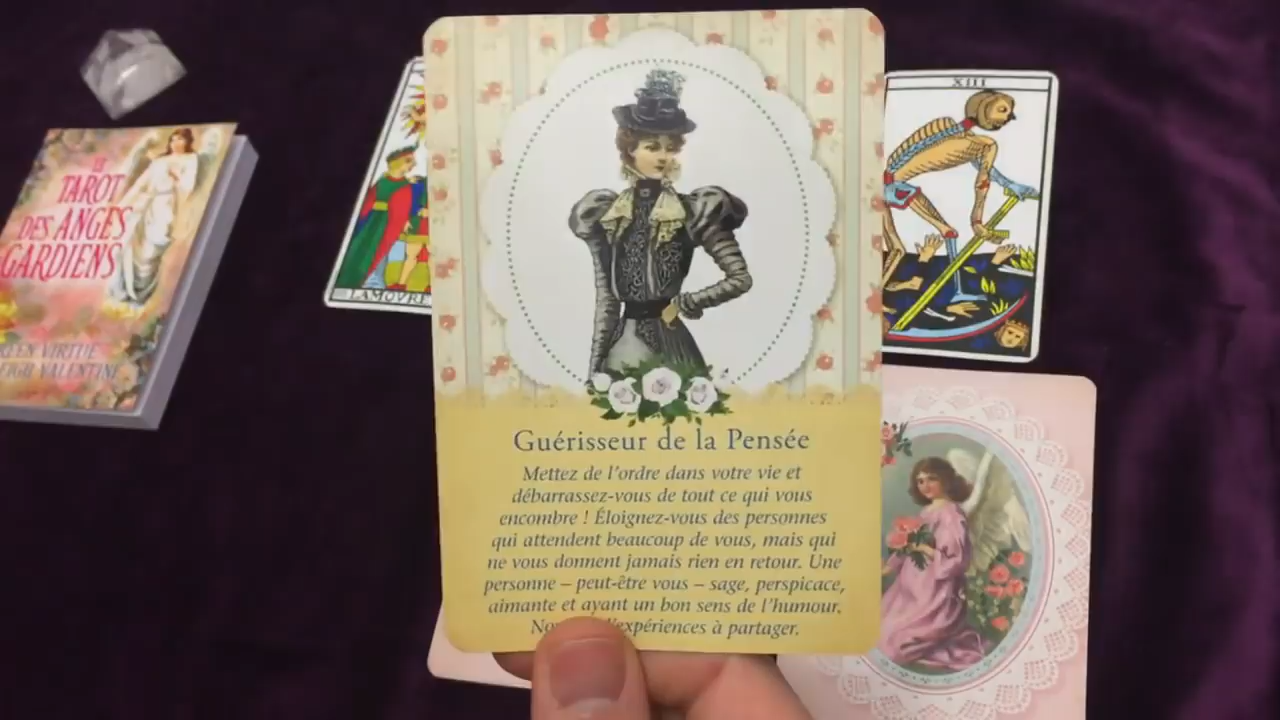 LE
TAROT
DES ANGES
GARDIENS
VIRTUE
VALENTINE
LAMOVRE
XIII
Guérisseur de la Pensée
Mettez de l'ordre dans votre vie et
débarrassez-vous de tout ce qui vous
encombre ! Éloignez-vous des personnes
qui attendent beaucoup de vous, mais qui
ne vous donnent jamais rien en retour. Une
personne – peut-être vous – sage, perspicace,
aimante et ayant un bon sens de l'humour.
d'expériences à partager.